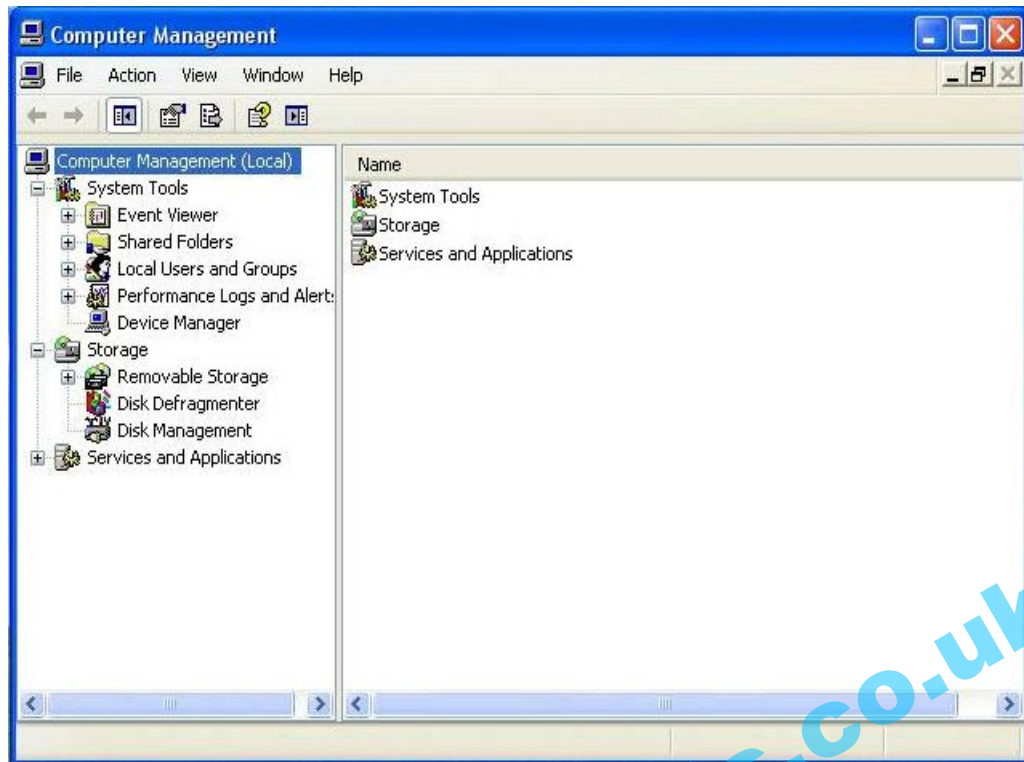 Computer Management
File Action View Window Help
Computer Management (Local)
System Tools
Event Viewer
Shared Folders
Local Users and Groups
Performance Logs and Alert
Device Manager
Storage
Removable Storage
Disk Defragmenter
Disk Management
Services and Applications
Name
System Tools
Storage
Services and Applications
.co.uk